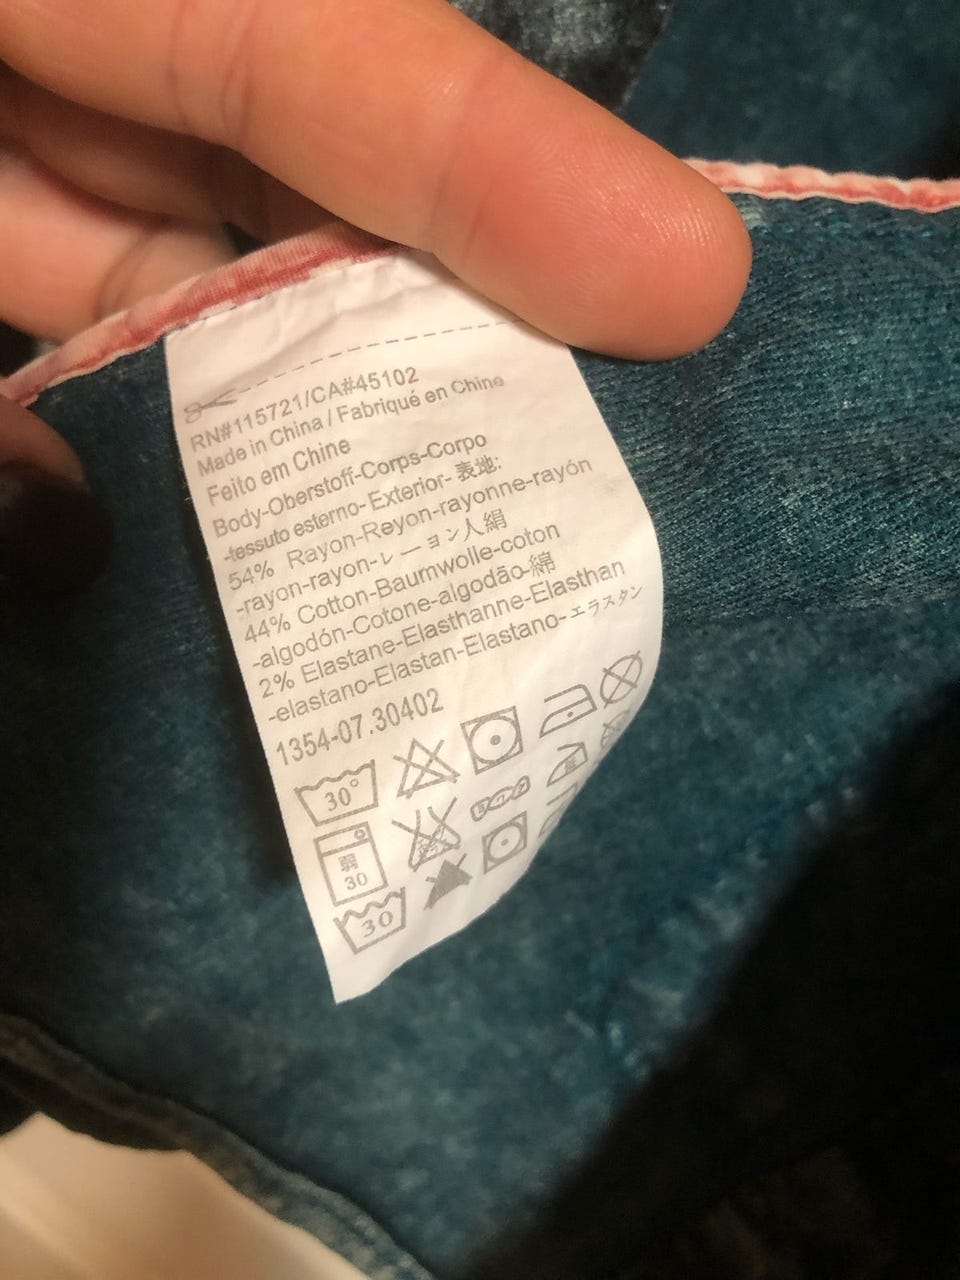 RN#115721/CA#45102
Made in China / Fabriqué en Chine
Feito em Chine
Body-Oberstoff-Corps-Corpo
-tessuto esterno- Exterior- 表地:
54% Rayon-Reyon-rayonne-rayón
-rayon-rayon-レーヨン人絹
44% Cotton-Baumwolle-coton
-algodón-Cotone-algodão-綿
2% Elastane-Elasthanne-Elasthan
-elastano-Elastan-Elastano-エラスタン
1354-07.30402
30°
弱
30
30